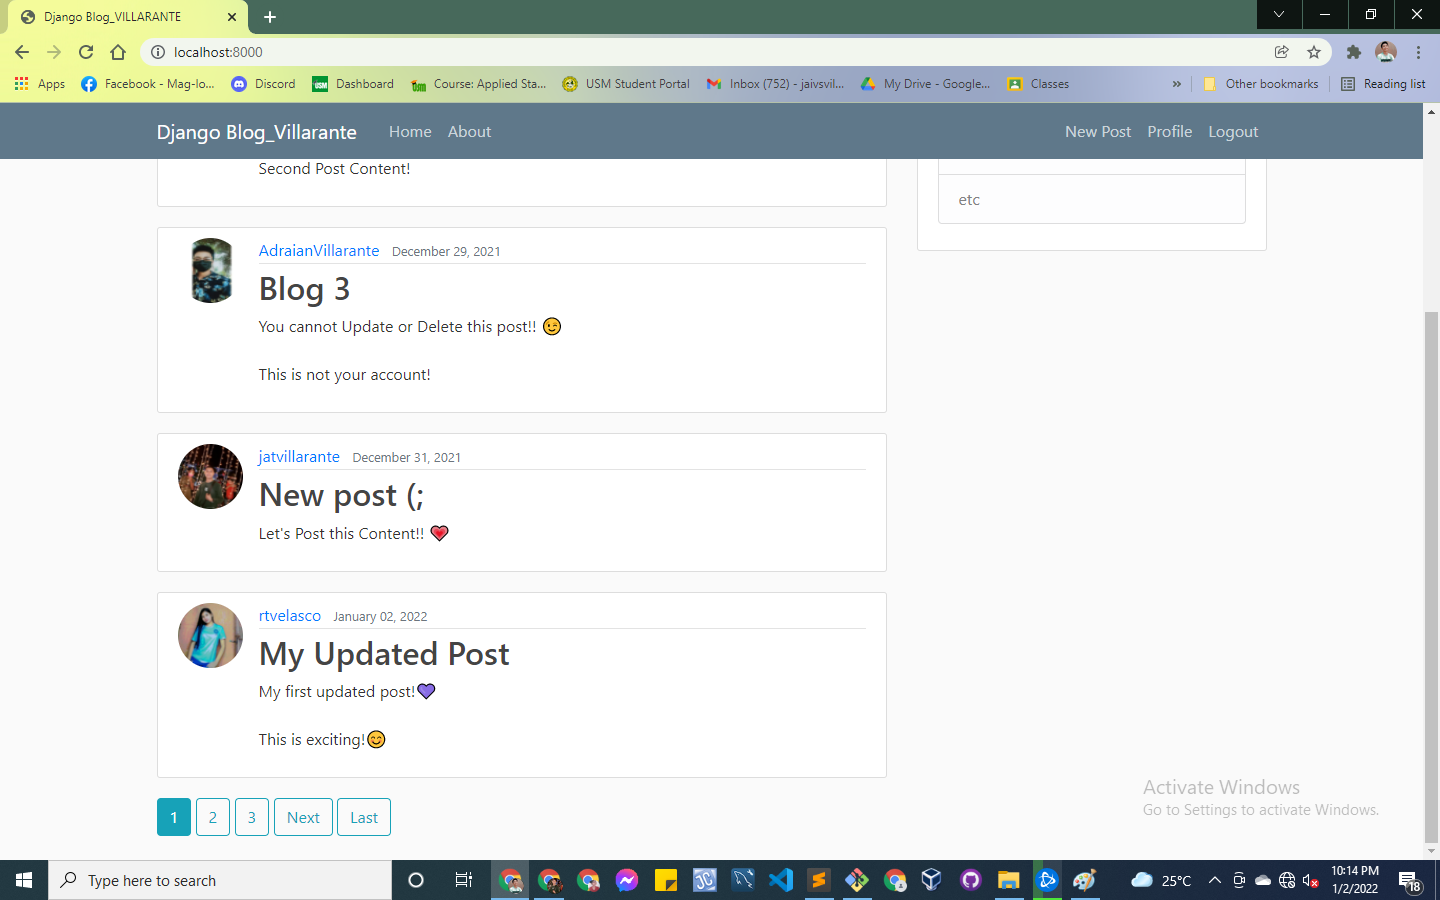 Django Blog_VILLARANTE
localhost:8000
Apps
Facebook - Mag-lo...
Discord
Dashboard
Course: Applied Sta...
USM Student Portal
Inbox (752) - jaivsvil...
My Drive - Google...
Classes
»
Other bookmarks
Reading list
Django Blog_Villarante
Home
About
New Post
Profile
Logout
Second Post Content!
etc
AdraianVillarante December 29, 2021
Blog 3
You cannot Update or Delete this post!! 😉
This is not your account!
jatvillarante December 31, 2021
New post (;
Let's Post this Content!! 💗
rtvelasco January 02, 2022
My Updated Post
My first updated post!💜
This is exciting!😊
1 2 3 Next Last
Activate Windows
Go to Settings to activate Windows.
Type here to search
25°C
10:14 PM
1/2/2022
18